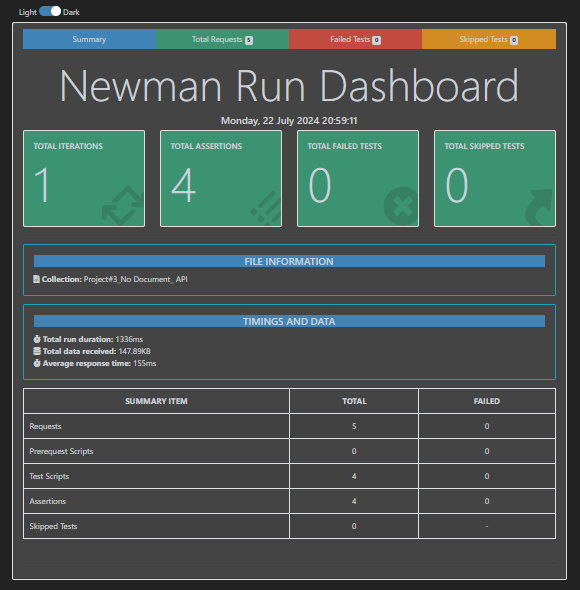 Light Dark
Summary Total Requests 5 Failed Tests 0 Skipped Tests 0
Newman Run Dashboard
Monday, 22 July 2024 20:59:11
TOTAL ITERATIONS TOTAL ASSERTIONS TOTAL FAILED TESTS TOTAL SKIPPED TESTS
1 4 0 0
FILE INFORMATION
Collection: Project#3_No Document_ API
TIMINGS AND DATA
Total run duration: 1336ms
Total data received: 147.89KB
Average response time: 155ms
SUMMARY ITEM TOTAL FAILED
Requests 5 0
Prerequest Scripts 0 0
Test Scripts 4 0
Assertions 4 0
Skipped Tests 0 -